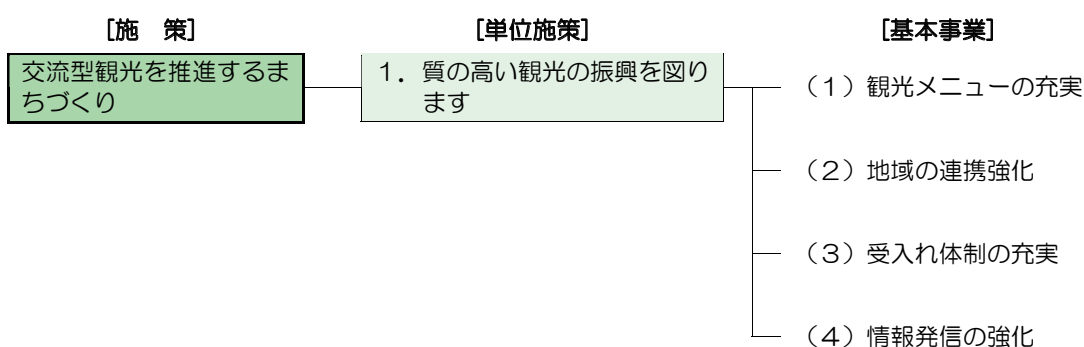 [施　策]
[単位施策]
[基本事業]
交流型観光を推進するま
ちづくり
１．質の高い観光の振興を図り
ます
（１）観光メニューの充実
（２）地域の連携強化
（３）受入れ体制の充実
（４）情報発信の強化